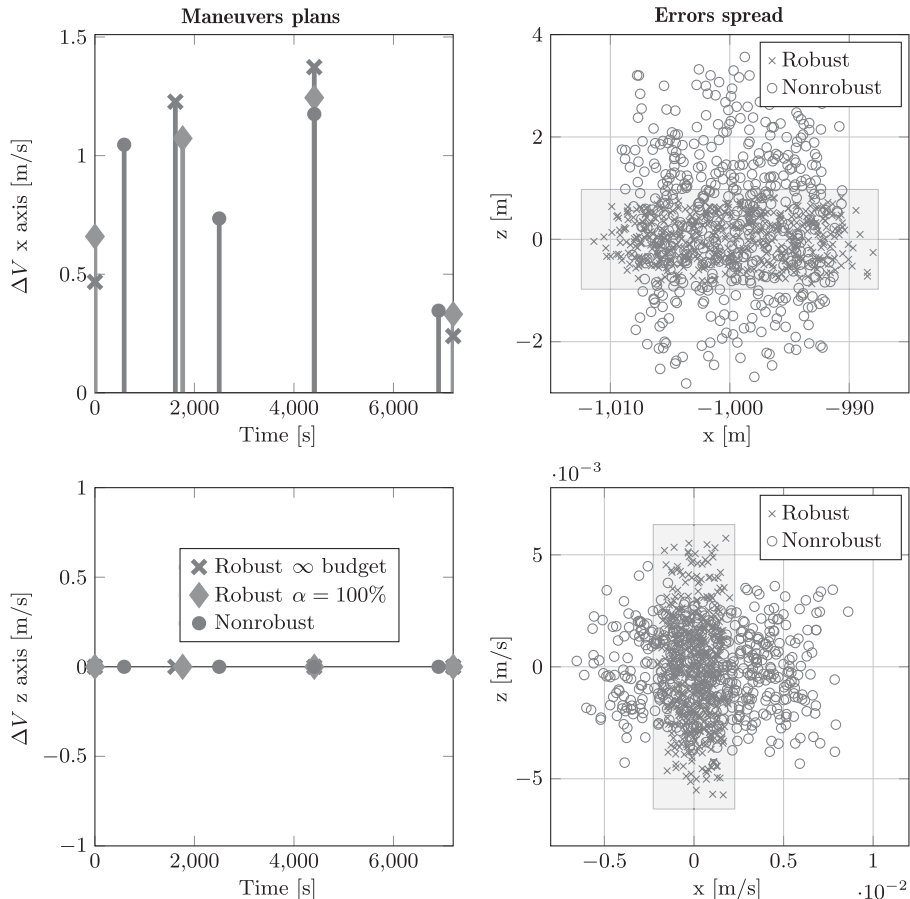 Maneuvers plans
Errors spread
1.5
1
0.5
0
ΔV x axis [m/s]
0
2,000
4,000
6,000
Time [s]
4
2
0
−2
z [m]
× Robust
○ Nonrobust
−1,010
−1,000
−990
x [m]
1
0.5
0
−0.5
−1
ΔV z axis [m/s]
Robust ∞ budget
Robust α = 100%
Nonrobust
0
2,000
4,000
6,000
Time [s]
·10⁻³
5
0
−5
z [m/s]
× Robust
○ Nonrobust
−0.5
0
0.5
1
x [m/s]
·10⁻²